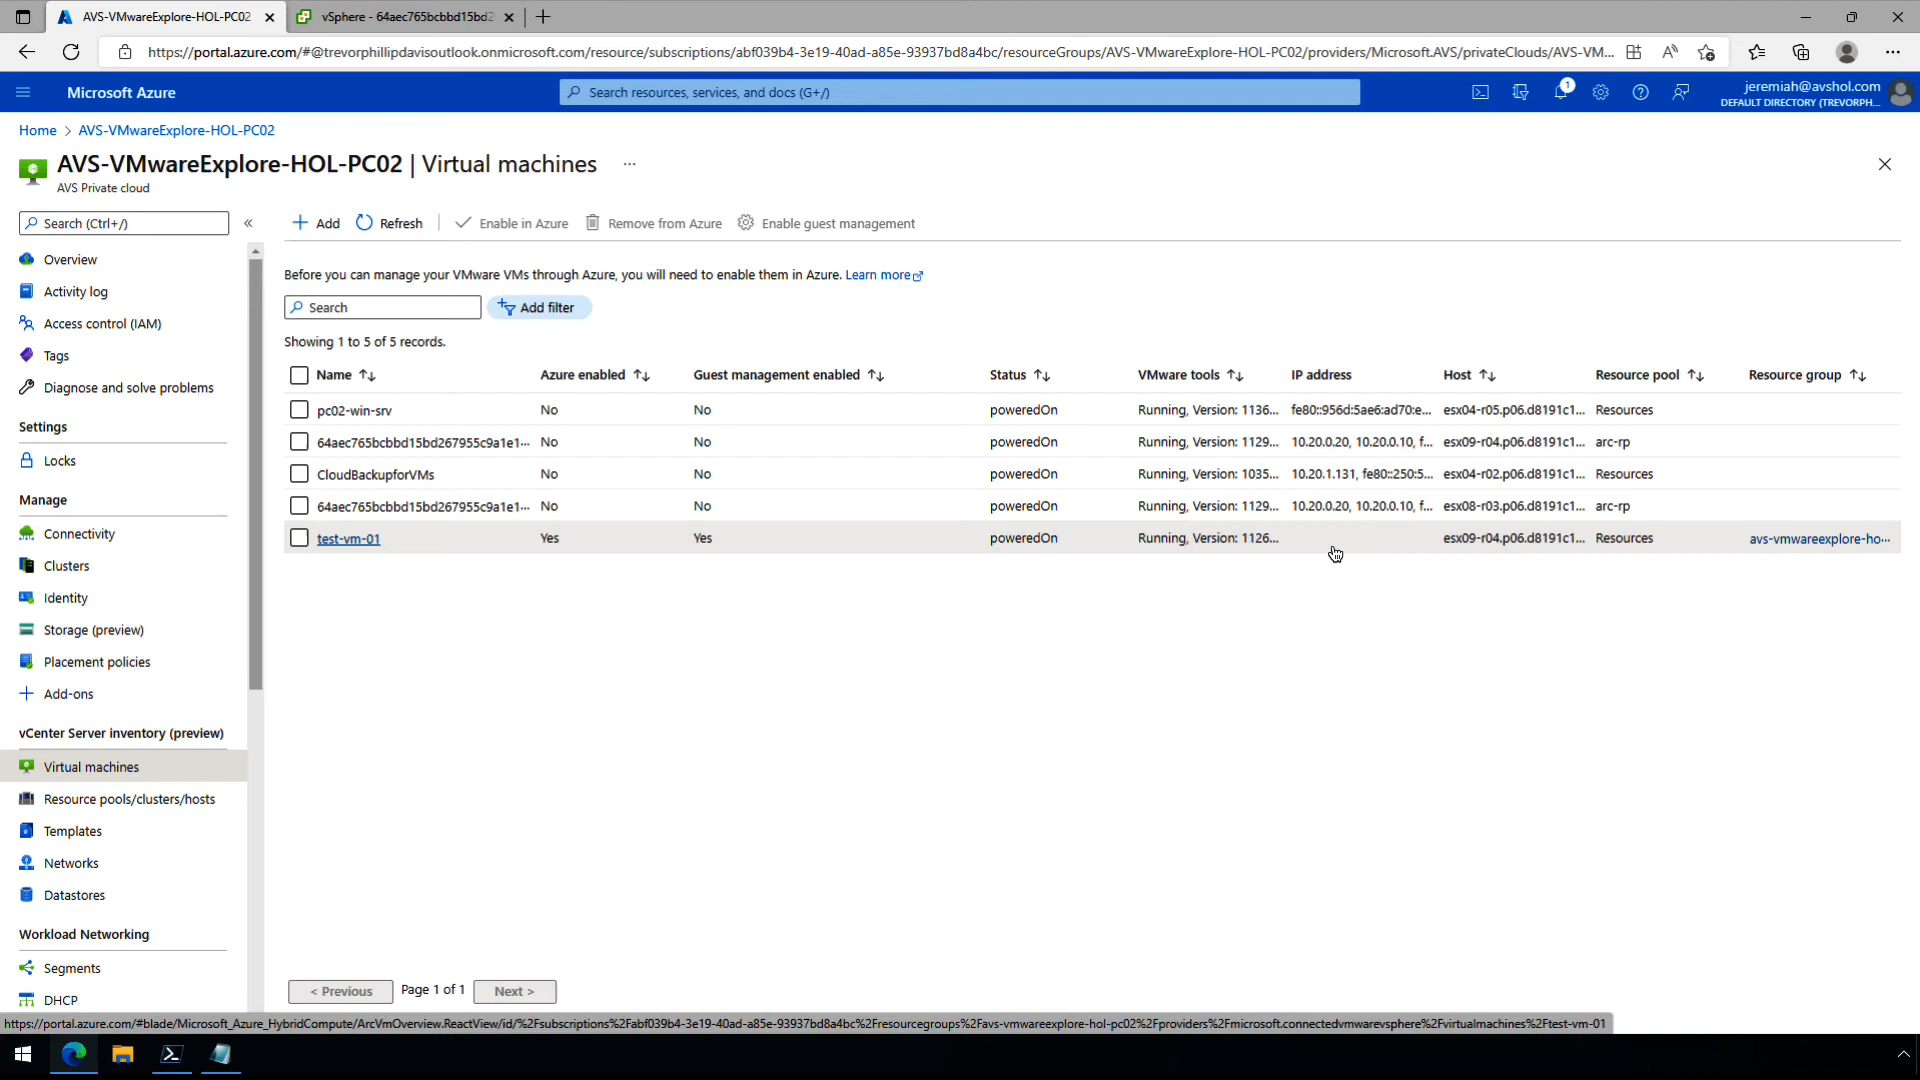 AVS-VMwareExplore-HOL-PC02
vSphere - 64aec765bcbbd15bd2
https://portal.azure.com/#@trevorphillipdavisoutlook.onmicrosoft.com/resource/subscriptions/abf039b4-3e19-40ad-a85e-93937bd8a4bc/resourceGroups/AVS-VMwareExplore-HOL-PC02/providers/Microsoft.AVS/privateClouds/AVS-VM...
Microsoft Azure
Search resources, services, and docs (G+/)
1
jeremiah@avshol.com
DEFAULT DIRECTORY (TREVORPH...
Home > AVS-VMwareExplore-HOL-PC02
AVS-VMwareExplore-HOL-PC02 | Virtual machines ...
AVS Private cloud
Search (Ctrl+/)
Overview
Activity log
Access control (IAM)
Tags
Diagnose and solve problems
Settings
Locks
Manage
Connectivity
Clusters
Identity
Storage (preview)
Placement policies
Add-ons
vCenter Server inventory (preview)
Virtual machines
Resource pools/clusters/hosts
Templates
Networks
Datastores
Workload Networking
Segments
DHCP
Add Refresh Enable in Azure Remove from Azure Enable guest management
Before you can manage your VMware VMs through Azure, you will need to enable them in Azure. Learn more
Search Add filter
Showing 1 to 5 of 5 records.
Name Azure enabled Guest management enabled Status VMware tools IP address Host Resource pool Resource group
pc02-win-srv No No poweredOn Running, Version: 1136... fe80::956d:5ae6:ad70:e... esx04-r05.p06.d8191c1... Resources
64aec765bcbbd15bd267955c9a1e1... No No poweredOn Running, Version: 1129... 10.20.0.20, 10.20.0.10, f... esx09-r04.p06.d8191c1... arc-rp
CloudBackupforVMs No No poweredOn Running, Version: 1035... 10.20.1.131, fe80::250:5... esx04-r02.p06.d8191c1... Resources
64aec765bcbbd15bd267955c9a1e1... No No poweredOn Running, Version: 1129... 10.20.0.20, 10.20.0.10, f... esx08-r03.p06.d8191c1... arc-rp
test-vm-01 Yes Yes poweredOn Running, Version: 1126... esx09-r04.p06.d8191c1... Resources avs-vmwareexplore-ho...
< Previous Page 1 of 1 Next >
https://portal.azure.com/#blade/Microsoft_Azure_HybridCompute/ArcVmOverview.ReactView/id/%2Fsubscriptions%2Fabf039b4-3e19-40ad-a85e-93937bd8a4bc%2Fresourcegroups%2Favs-vmwareexplore-hol-pc02%2Fproviders%2Fmicrosoft.connectedvmwarevsphere%2Fvirtualmachines%2Ftest-vm-01